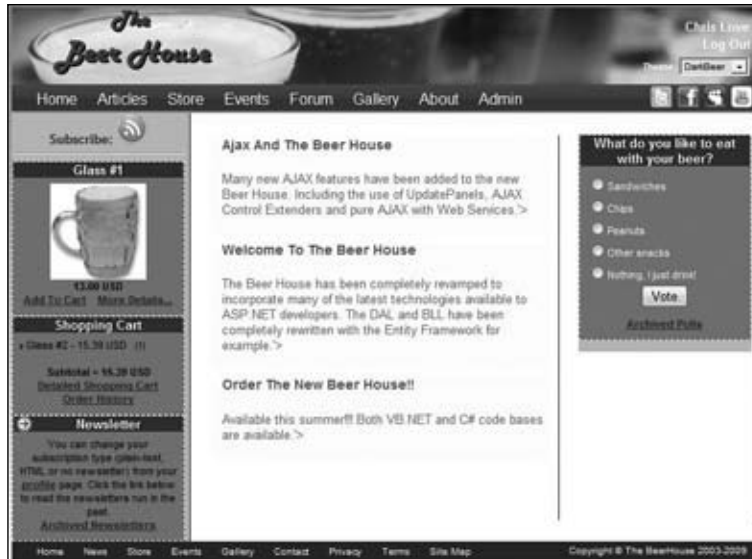 The
Beer House
Chris Love
Log Out
Theme: DarkBeer
Home Articles Store Events Forum Gallery About Admin
Subscribe:
Glass #1
13.00 USD
Add To Cart More Details...
Shopping Cart
Glass #2 - 15.39 USD (1)
Subtotal = 15.39 USD
Detailed Shopping Cart
Order History
Newsletter
You can change your
subscription type (plain-text,
HTML or no newsletter) from your
profile page. Click the link below
to read the newsletters run in the
past.
Archived Newsletters
Ajax And The Beer House
Many new AJAX features have been added to the new
Beer House. Including the use of UpdatePanels, AJAX
Control Extenders and pure AJAX with Web Services.'>
Welcome To The Beer House
The Beer House has been completely revamped to
incorporate many of the latest technologies available to
ASP.NET developers. The DAL and BLL have been
completely rewritten with the Entity Framework for
example.'>
Order The New Beer House!!
Available this summer!!! Both VB.NET and C# code bases
are available.'>
What do you like to eat
with your beer?
Sandwiches
Chips
Peanuts
Other snacks
Nothing, I just drink!
Vote
Archived Polls
Home News Store Events Gallery Contact Privacy Terms Site Map
Copyright © The BeerHouse 2003-2009